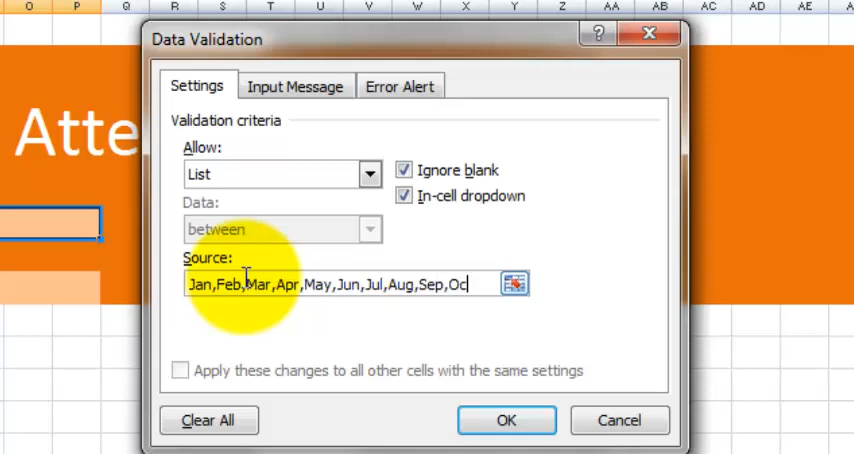 O P Q R S T U V W X Y Z AA AB AC AD AE
Data Validation
Atte
Settings Input Message Error Alert
Validation criteria
Allow:
List
Ignore blank
Data:
In-cell dropdown
between
Source:
Jan,Feb,Mar,Apr,May,Jun,Jul,Aug,Sep,Oc
Apply these changes to all other cells with the same settings
Clear All OK Cancel